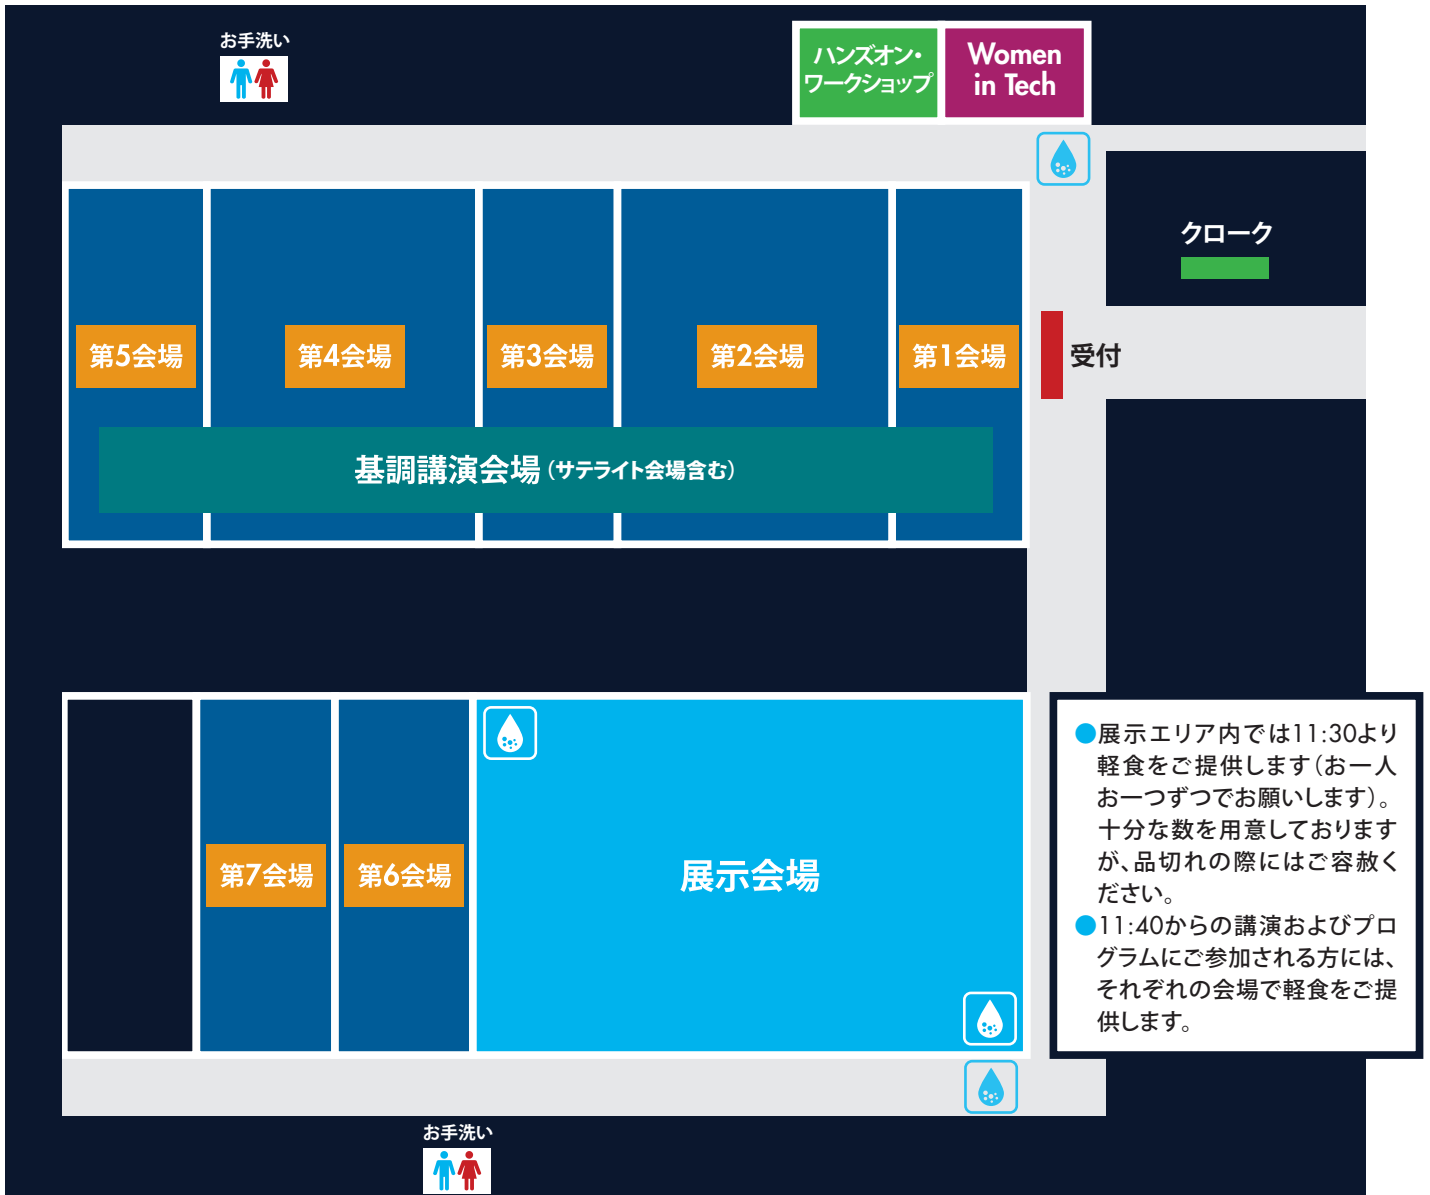 お手洗い
ハンズオン・
ワークショップ
Women
in Tech
クローク
第5会場
第4会場
第3会場
第2会場
第1会場
受付
基調講演会場（サテライト会場含む）
●展示エリア内では11:30より
軽食をご提供します（お一人
お一つずつでお願いします）。
十分な数を用意しております
が、品切れの際にはご容赦く
ださい。
●11:40からの講演およびプロ
グラムにご参加される方には、
それぞれの会場で軽食をご提
供します。
第7会場
第6会場
展示会場
お手洗い